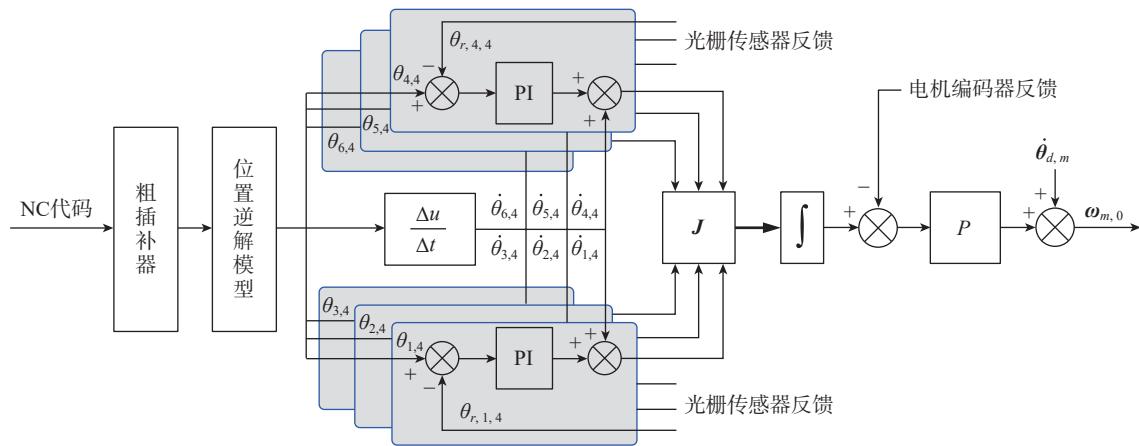 θr, 4, 4
光栅传感器反馈
−
θ4,4
+
PI
+
+
θ5,4
θ6,4
电机编码器反馈
NC代码
粗插补器
位置逆解模型
Δu
Δt
θ̇6,4
θ̇5,4
θ̇4,4
θ̇3,4
θ̇2,4
θ̇1,4
J
∫
−
+
P
θ̇d, m
+
+
ωm, 0
θ3,4
θ2,4
θ1,4
+
−
PI
+
+
θr, 1, 4
光栅传感器反馈